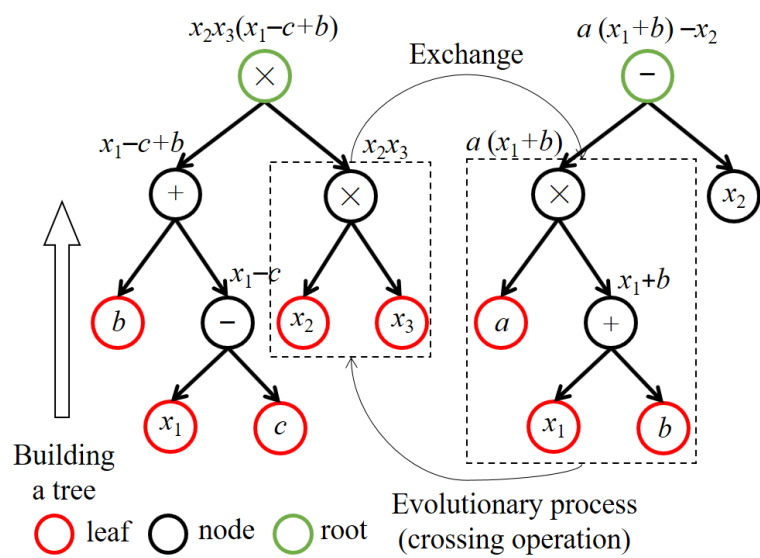 x₂x₃(x₁−c+b)
a (x₁+b) −x₂
Exchange
×
−
x₁−c+b
x₂x₃
a (x₁+b)
+
×
×
x₂
x₁−c
x₁+b
b
−
x₂
x₃
a
+
x₁
c
x₁
b
Building
a tree
Evolutionary process
(crossing operation)
leaf node root